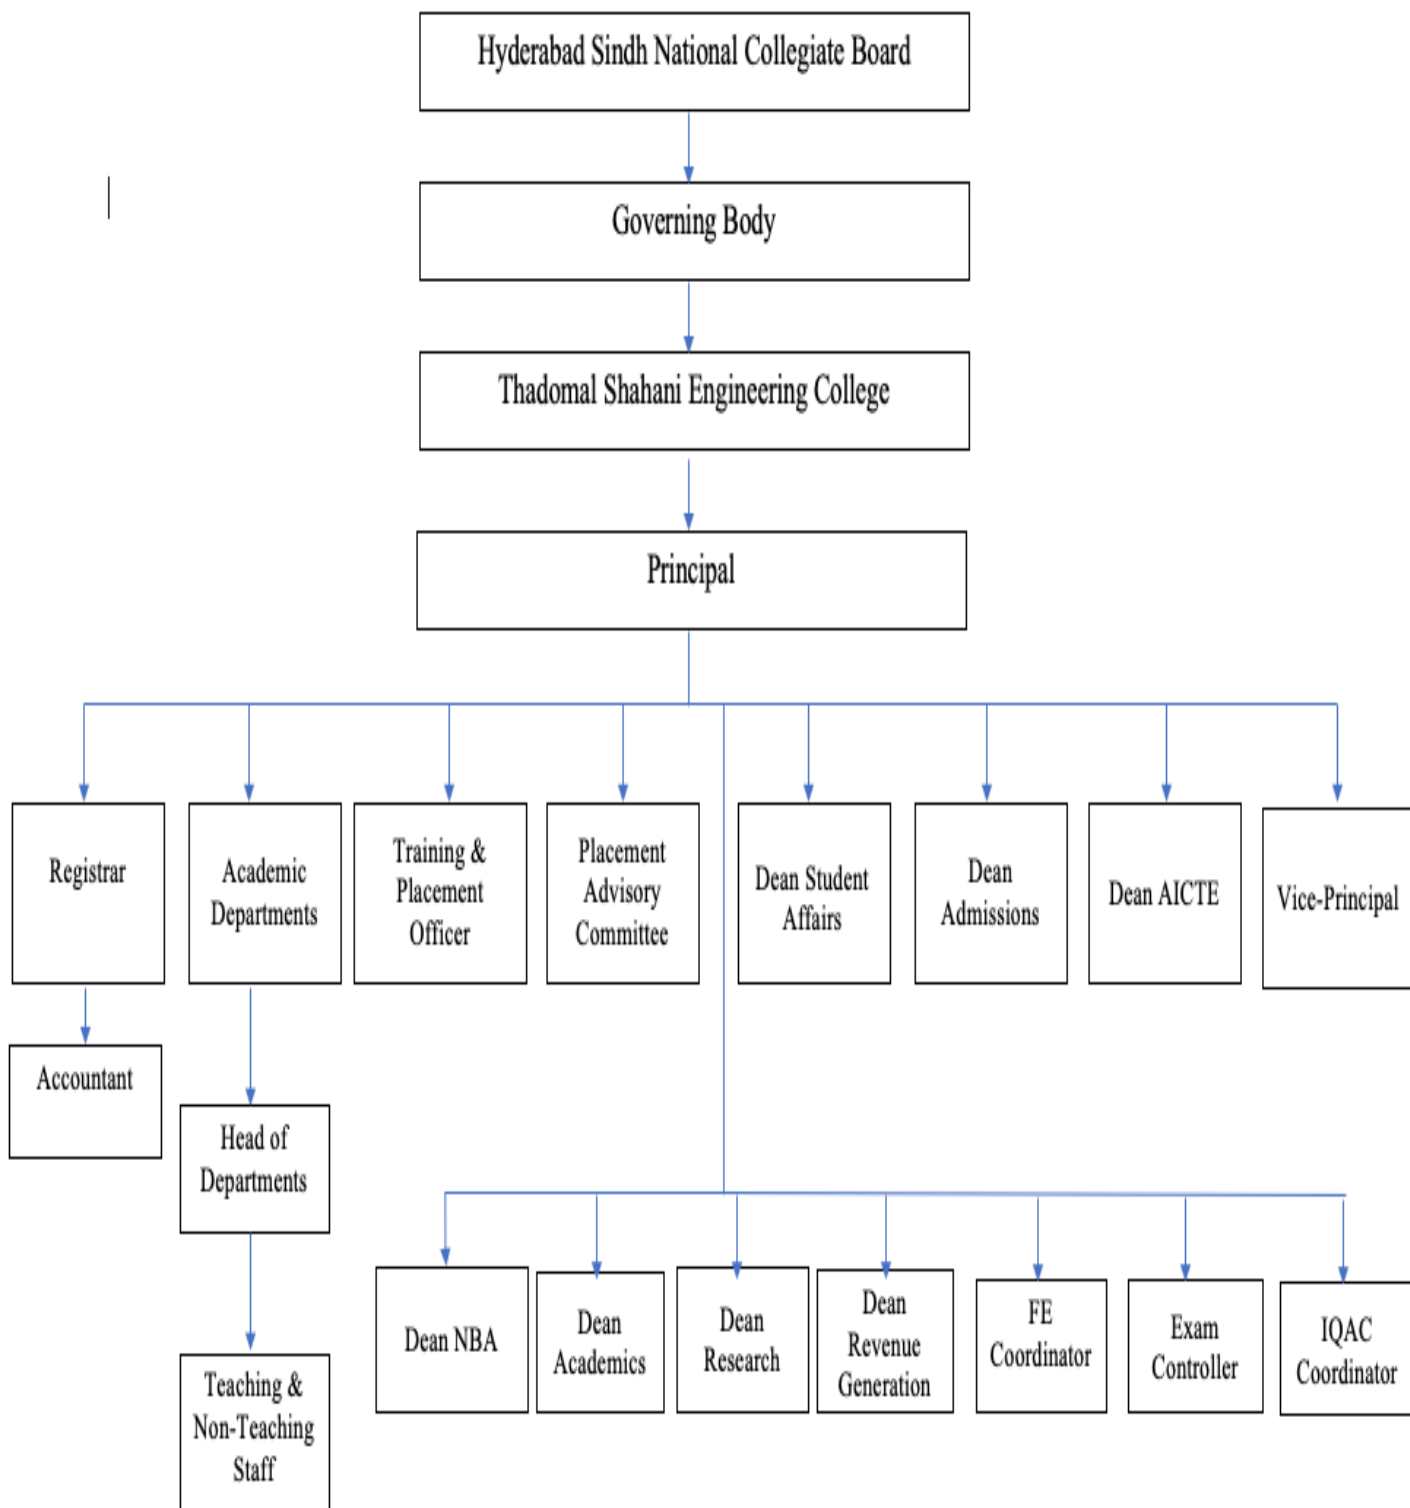 Hyderabad Sindh National Collegiate Board
Governing Body
Thadomal Shahani Engineering College
Principal
Registrar
Academic
Departments
Training &
Placement
Officer
Placement
Advisory
Committee
Dean Student
Affairs
Dean
Admissions
Dean AICTE
Vice-Principal
Accountant
Head of
Departments
Teaching &
Non-Teaching
Staff
Dean NBA
Dean
Academics
Dean
Research
Dean
Revenue
Generation
FE
Coordinator
Exam
Controller
IQAC
Coordinator